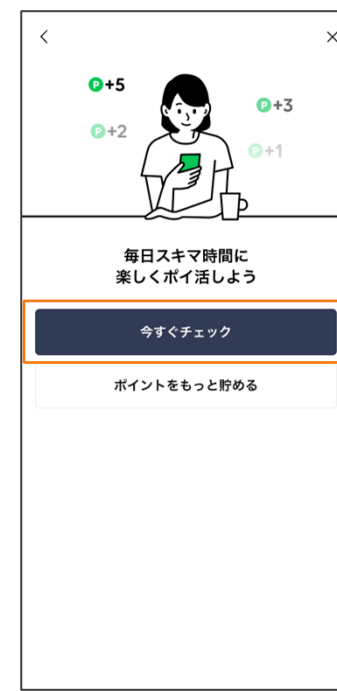 P+5
P+3
P+2
P+1
毎日スキマ時間に
楽しくポイ活しよう
今すぐチェック
ポイントをもっと貯める